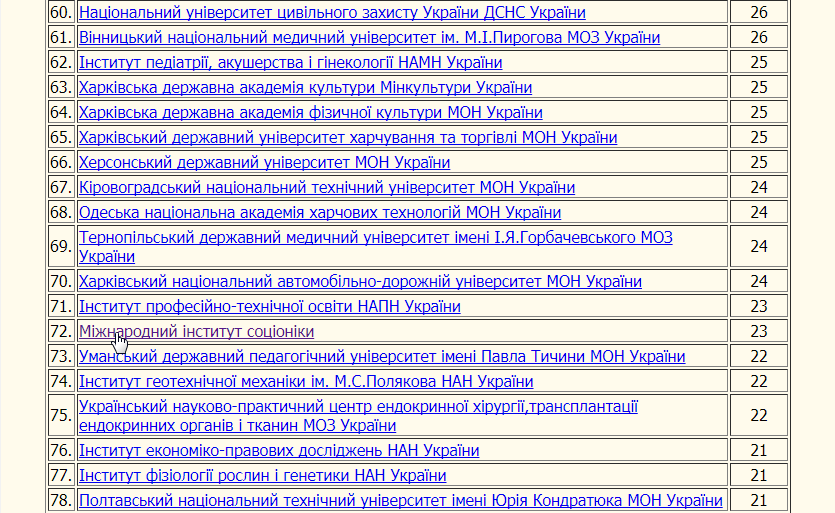 60. Національний університет цивільного захисту України ДСНС України 26
61. Вінницький національний медичний університет ім. М.І.Пирогова МОЗ України 26
62. Інститут педіатрії, акушерства і гінекології НАМН України 25
63. Харківська державна академія культури Мінкультури України 25
64. Харківська державна академія фізичної культури МОН України 25
65. Харківський державний університет харчування та торгівлі МОН України 25
66. Херсонський державний університет МОН України 25
67. Кіровоградський національний технічний університет МОН України 24
68. Одеська національна академія харчових технологій МОН України 24
69. Тернопільський державний медичний університет імені І.Я.Горбачевського МОЗ
України 24
70. Харківський національний автомобільно-дорожній університет МОН України 24
71. Інститут професійно-технічної освіти НАПН України 23
72. Міжнародний інститут соціоніки 23
73. Уманський державний педагогічний університет імені Павла Тичини МОН України 22
74. Інститут геотехнічної механіки ім. М.С.Полякова НАН України 22
75. Український науково-практичний центр ендокринної хірургії,трансплантації
ендокринних органів і тканин МОЗ України 22
76. Інститут економіко-правових досліджень НАН України 21
77. Інститут фізіології рослин і генетики НАН України 21
78. Полтавський національний технічний університет імені Юрія Кондратюка МОН України 21